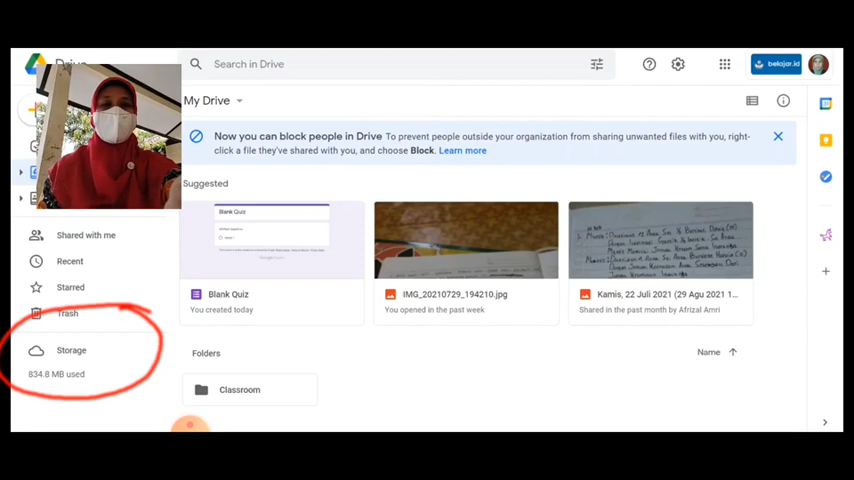 Drive
Search in Drive
belajar.id
My Drive
Now you can block people in Drive To prevent people outside your organization from sharing unwanted files with you, right-
click a file they've shared with you, and choose Block. Learn more
Suggested
Blank Quiz
Blank Quiz
You created today
IMG_20210729_194210.jpg
You opened in the past week
Kamis, 22 Juli 2021 (29 Agu 2021 1...
Shared in the past month by Afrizal Amri
Shared with me
Recent
Starred
Trash
Storage
834.8 MB used
Folders
Name
Classroom